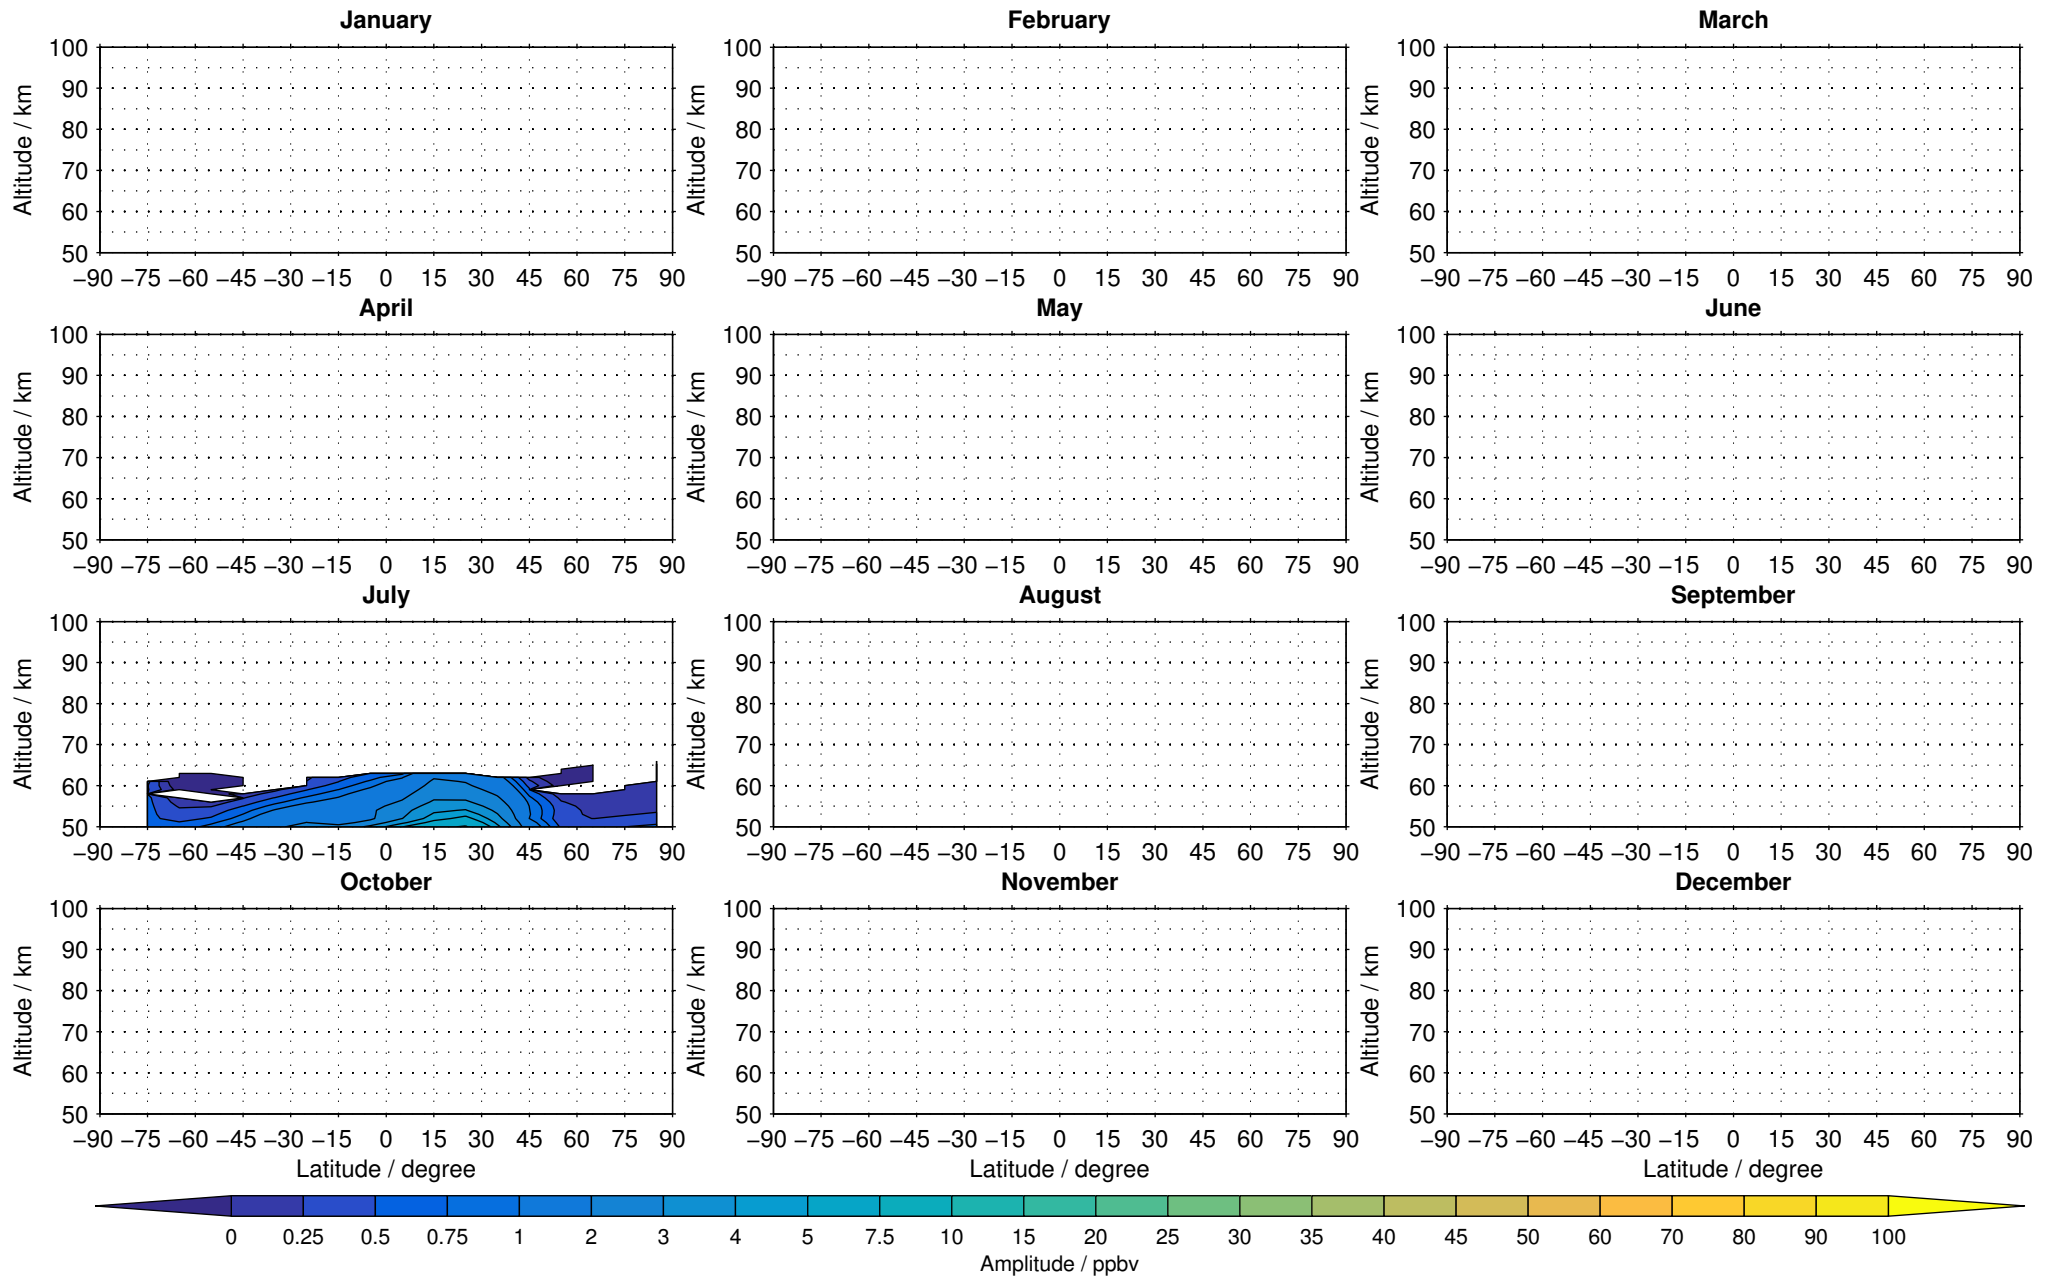 January February March
100 100 100
90 90 90
80 80 80
70 70 70
60 60 60
50 50 50
Altitude / km Altitude / km Altitude / km
−90 −75 −60 −45 −30 −15 0 15 30 45 60 75 90 −90 −75 −60 −45 −30 −15 0 15 30 45 60 75 90 −90 −75 −60 −45 −30 −15 0 15 30 45 60 75 90
April May June
100 100 100
90 90 90
80 80 80
70 70 70
60 60 60
50 50 50
Altitude / km Altitude / km Altitude / km
−90 −75 −60 −45 −30 −15 0 15 30 45 60 75 90 −90 −75 −60 −45 −30 −15 0 15 30 45 60 75 90 −90 −75 −60 −45 −30 −15 0 15 30 45 60 75 90
July August September
100 100 100
90 90 90
80 80 80
70 70 70
60 60 60
50 50 50
Altitude / km Altitude / km Altitude / km
−90 −75 −60 −45 −30 −15 0 15 30 45 60 75 90 −90 −75 −60 −45 −30 −15 0 15 30 45 60 75 90 −90 −75 −60 −45 −30 −15 0 15 30 45 60 75 90
October November December
100 100 100
90 90 90
80 80 80
70 70 70
60 60 60
50 50 50
Altitude / km Altitude / km Altitude / km
−90 −75 −60 −45 −30 −15 0 15 30 45 60 75 90 −90 −75 −60 −45 −30 −15 0 15 30 45 60 75 90 −90 −75 −60 −45 −30 −15 0 15 30 45 60 75 90
Latitude / degree Latitude / degree Latitude / degree
0 0.25 0.5 0.75 1 2 3 4 5 7.5 10 15 20 25 30 35 40 45 50 60 70 80 90 100
Amplitude / ppbv